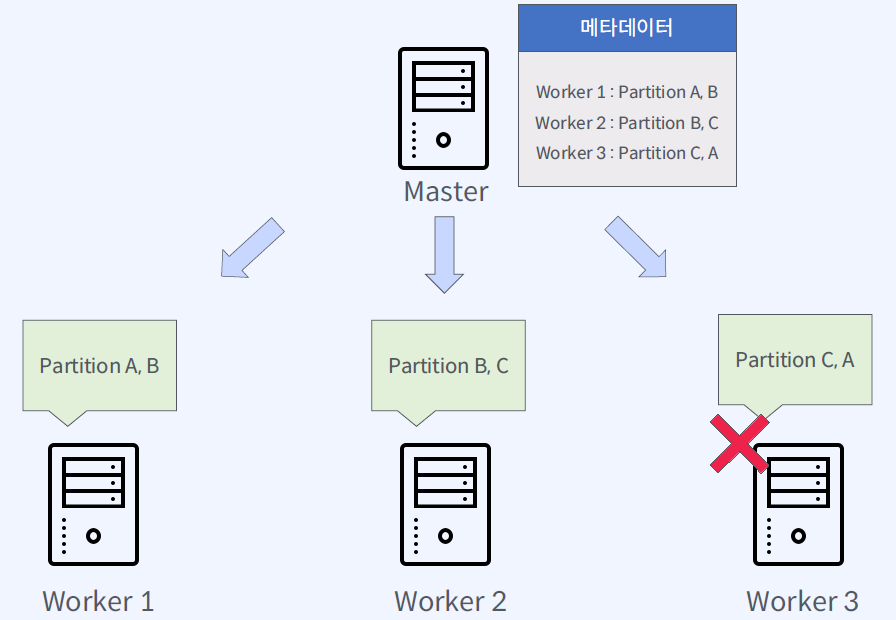 메타데이터
Worker 1 : Partition A, B
Worker 2 : Partition B, C
Worker 3 : Partition C, A
Master
Partition A, B
Partition B, C
Partition C, A
Worker 1
Worker 2
Worker 3